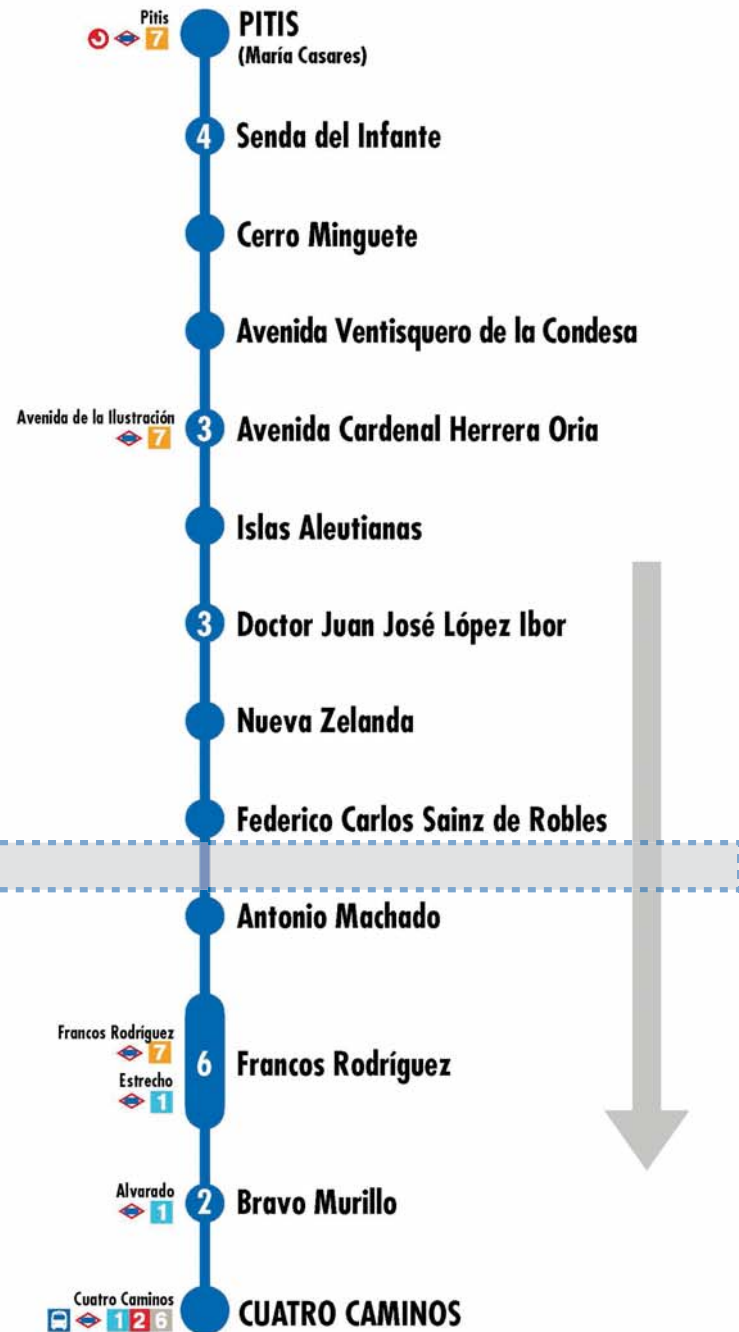 Pitis
7
PITIS
(María Casares)
4 Senda del Infante
Cerro Minguete
Avenida Ventisquero de la Condesa
Avenida de la Ilustración
7
3 Avenida Cardenal Herrera Oria
Islas Aleutianas
3 Doctor Juan José López Ibor
Nueva Zelanda
Federico Carlos Sainz de Robles
Antonio Machado
Francos Rodríguez
7
Estrecho
1
6 Francos Rodríguez
Alvarado
1
2 Bravo Murillo
Cuatro Caminos
1 2 6
CUATRO CAMINOS